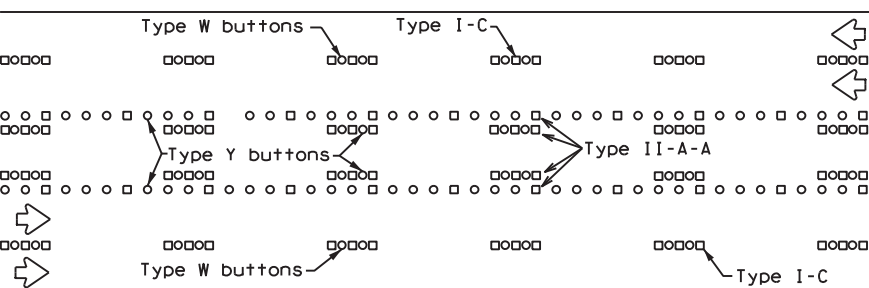 Type W buttons
Type I-C
Type Y buttons
Type II-A-A
Type W buttons
Type I-C